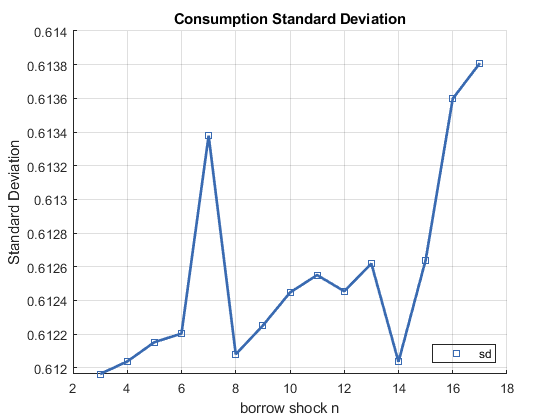 Consumption Standard Deviation
0.614
0.6138
0.6136
0.6134
0.6132
0.613
0.6128
0.6126
0.6124
0.6122
0.612
Standard Deviation
2 4 6 8 10 12 14 16 18
borrow shock n
sd